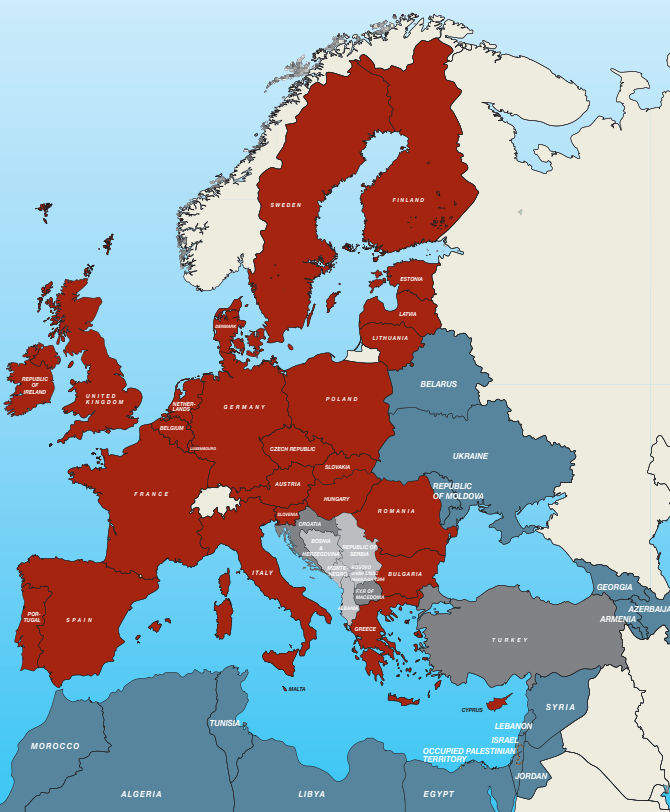 SWEDEN
FINLAND
ESTONIA
LATVIA
DENMARK
LITHUANIA
REPUBLIC
OF
IRELAND
UNITED
KINGDOM
NETHER-
LANDS
GERMANY
POLAND
BELARUS
BELGIUM
LUXEMBOURG
CZECH REPUBLIC
UKRAINE
SLOVAKIA
FRANCE
AUSTRIA
HUNGARY
REPUBLIC
OF MOLDOVA
SLOVENIA
CROATIA
ROMANIA
BOSNIA
&
HERZEGOVINA
REPUBLIC OF
SERBIA
ITALY
MONTE-
NEGRO
KOSOVO
BULGARIA
GEORGIA
FYR OF
MACEDONIA
ALBANIA
AZERBAIJA
ARMENIA
POR-
TUGAL
SPAIN
GREECE
TURKEY
MALTA
CYPRUS
SYRIA
TUNISIA
LEBANON
ISRAEL
MOROCCO
OCCUPIED PALESTINIAN
TERRITORY
JORDAN
ALGERIA
LIBYA
EGYPT